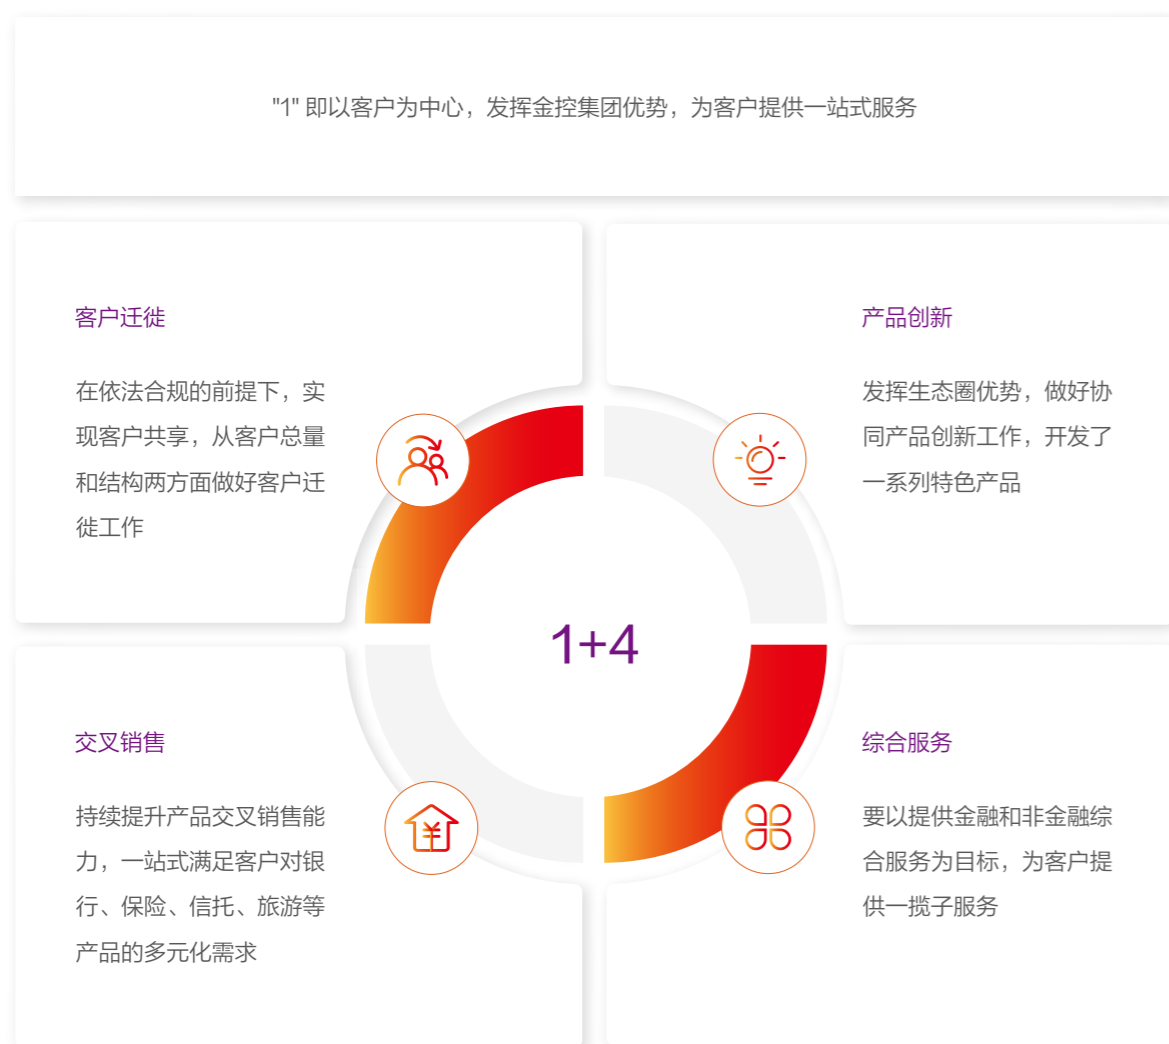 "1" 即以客户为中心，发挥金控集团优势，为客户提供一站式服务
客户迁徙
在依法合规的前提下，实
现客户共享，从客户总量
和结构两方面做好客户迁
徙工作
产品创新
发挥生态圈优势，做好协
同产品创新工作，开发了
一系列特色产品
1+4
交叉销售
持续提升产品交叉销售能
力，一站式满足客户对银
行、保险、信托、旅游等
产品的多元化需求
综合服务
要以提供金融和非金融综
合服务为目标，为客户提
供一揽子服务